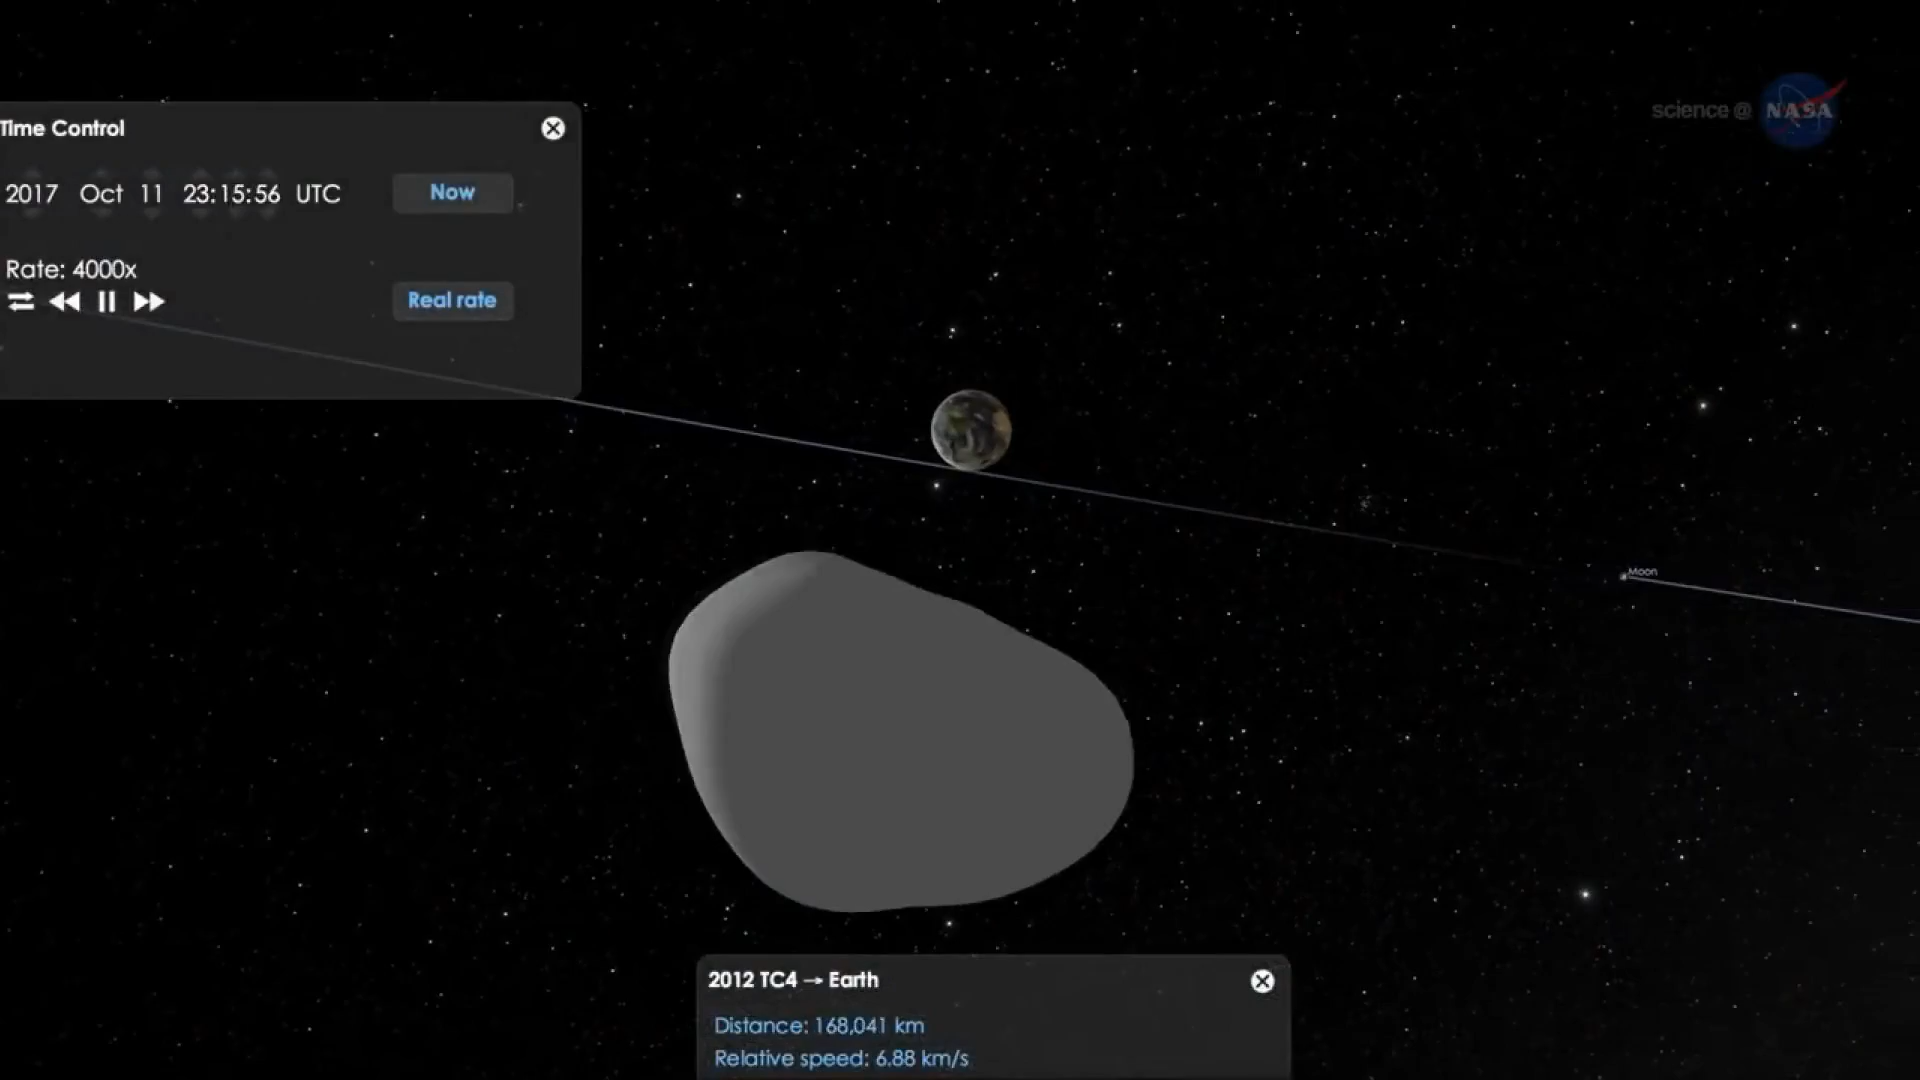 science@ NASA
Time Control
2017 Oct 11 23:15:56 UTC
Now
Rate: 4000x
Real rate
Moon
2012 TC4 → Earth
Distance: 168,041 km
Relative speed: 6.88 km/s